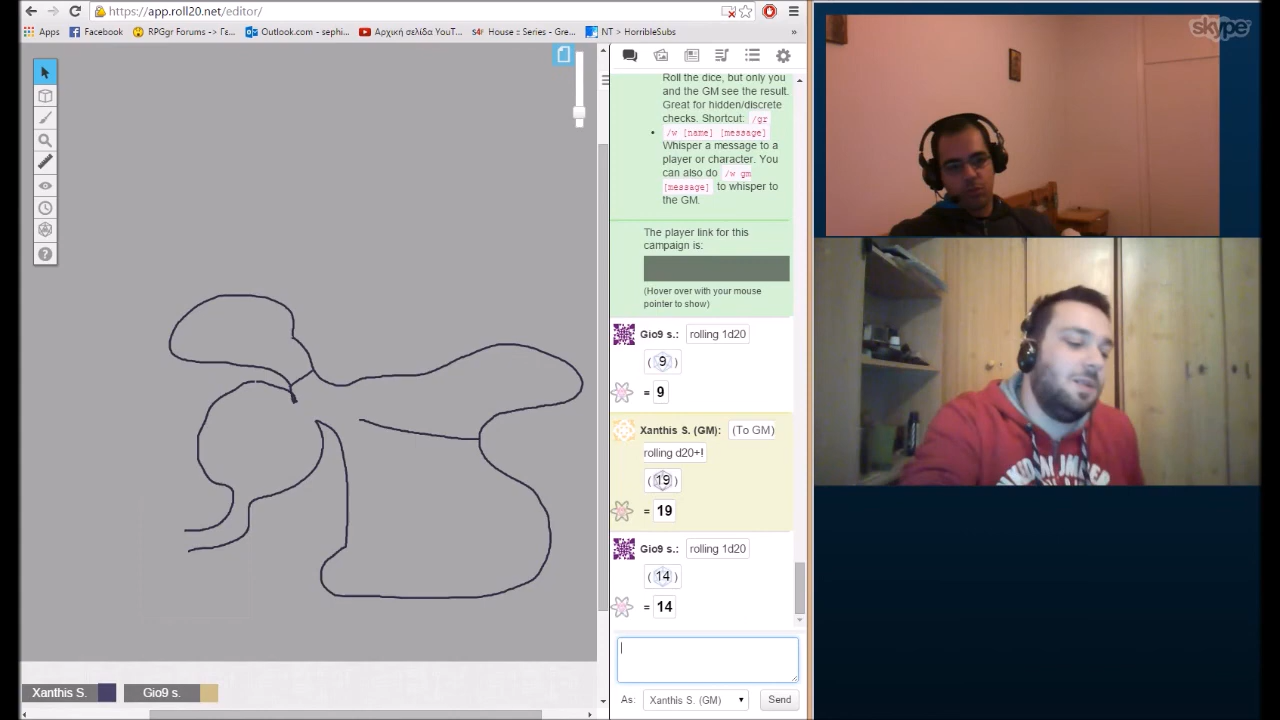 https://app.roll20.net/editor/
Apps Facebook RPGgr Forums -> Γε... Outlook.com - sephi... Αρχική σελίδα YouT... House :: Series - Gre... NT > HorribleSubs »
skype
Roll the dice, but only you
and the GM see the result.
Great for hidden/discrete
checks. Shortcut: /gr
/w [name] [message]
Whisper a message to a
player or character. You
can also do /w gm
[message] to whisper to
the GM.
The player link for this
campaign is:
(Hover over with your mouse
pointer to show)
Gio9 s.: rolling 1d20
(9)
= 9
Xanthis S. (GM): (To GM)
rolling d20+!
(19)
= 19
Gio9 s.: rolling 1d20
(14)
= 14
As: Xanthis S. (GM) Send
Xanthis S. Gio9 s.